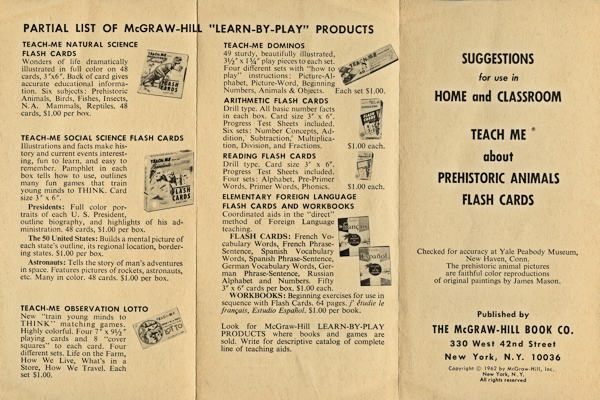 PARTIAL LIST OF McGRAW-HILL "LEARN-BY-PLAY" PRODUCTS
TEACH-ME NATURAL SCIENCE
FLASH CARDS
Wonders of life dramatically
illustrated in full color on 48
cards, 3"x6". Back of card gives
accurate educational informa-
tion. Six subjects: Prehistoric
Animals, Birds, Fishes, Insects,
N.A. Mammals, Reptiles, 48
cards, $1.00 per box.
TEACH-ME SOCIAL SCIENCE FLASH CARDS
Illustrations and facts make his-
tory and current events interest-
ing, fun to learn, and easy to
remember. Pamphlet in each
box tells how to use, outlines
many fun games that train
young minds to THINK. Card
size 3" x 6".
Presidents: Full color por-
traits of each U. S. President,
outline biography, and highlights of his ad-
ministration. 48 cards, $1.00 per box.
The 50 United States: Builds a mental picture of
each state's outline, its regional location, border-
ing states. $1.00 per box.
Astronauts: Tells the story of man's adventures
in space. Features pictures of rockets, astronauts,
etc. Many in color. 48 cards. $1.00 per box.
TEACH-ME OBSERVATION LOTTO
New "train young minds to
THINK" matching games.
Highly colorful. Four 7" x 9½"
playing cards and 8 "cover
squares" to each card. Four
different sets. Life on the Farm,
How We Live, What's in a
Store, How We Travel. Each
set $1.00.
TEACH-ME DOMINOS
49 sturdy, beautifully illustrated,
3½" x 1¾" play pieces to each set.
Four different sets with "how to
play" instructions: Picture-Al-
phabet, Picture-Word, Beginning
Numbers, Animals & Objects. Each set $1.00.
ARITHMETIC FLASH CARDS
Drill type. All basic number facts
in each box. Card size 3" x 6".
Progress Test Sheets included.
Six sets: Number Concepts, Ad-
dition, Subtraction, Multiplica-
tion, Division, and Fractions. $1.00 each.
READING FLASH CARDS
Drill type. Card size 3" x 6".
Progress Test Sheets included.
Four sets: Alphabet, Pre-Primer
Words, Primer Words, Phonics. $1.00 each.
ELEMENTARY FOREIGN LANGUAGE
FLASH CARDS AND WORKBOOKS
Coordinated aids in the "direct"
method of Foreign Language
teaching.
FLASH CARDS: French Vo-
cabulary Words, French Phrase-
Sentence, Spanish Vocabulary
Words, Spanish Phrase-Sentence,
German Vocabulary Words, Ger-
man Phrase-Sentence, Russian
Alphabet and Numbers. Fifty
3" x 6" cards per box. $1.00 each.
WORKBOOKS: Beginning exercises for use in
sequence with Flash Cards. 64 pages. J' étudie le
français, Estudio Español. $1.00 per book.
Look for McGraw-Hill LEARN-BY-PLAY
PRODUCTS where books and games are
sold. Write for descriptive catalog of complete
line of teaching aids.
français
Español
SUGGESTIONS
for use in
HOME and CLASSROOM
TEACH ME ®
about
PREHISTORIC ANIMALS
FLASH CARDS
Checked for accuracy at Yale Peabody Museum,
New Haven, Conn.
The prehistoric animal pictures
are faithful color reproductions
of original paintings by James Mason.
Published by
THE McGRAW-HILL BOOK CO.
330 West 42nd Street
New York, N.Y. 10036
Copyright © 1962 by McGraw-Hill, Inc.
New York, N.Y.
All rights reserved